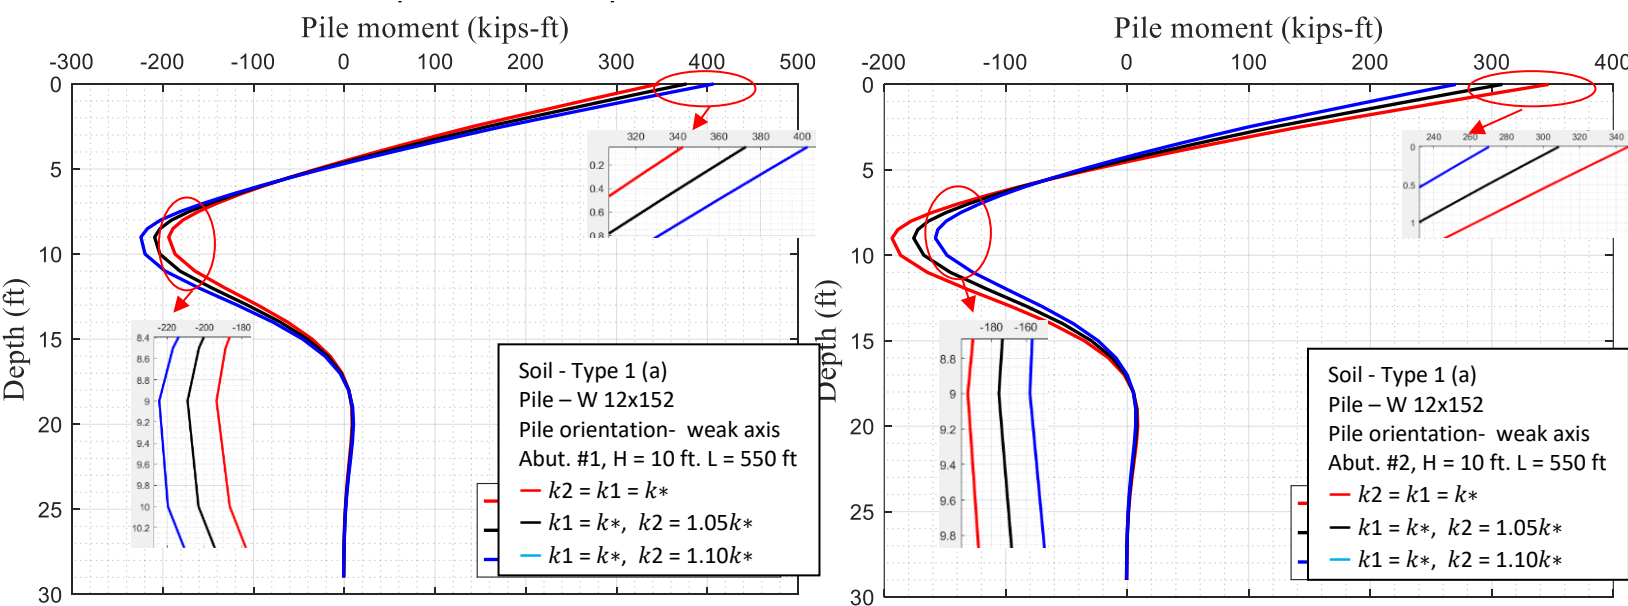 Pile moment (kips-ft)
-300 -200 -100 0 100 200 300 400 500
0
5
10
15
20
25
30
Depth (ft)
320 340 360 380 400
0.2
0.4
0.6
0.8
-220 -200 -180
8.4
8.6
8.8
9
9.2
9.4
9.6
9.8
10
10.2
Soil - Type 1 (a)
Pile – W 12x152
Pile orientation- weak axis
Abut. #1, H = 10 ft. L = 550 ft
k2 = k1 = k∗
k1 = k∗, k2 = 1.05k∗
k1 = k∗, k2 = 1.10k∗
Pile moment (kips-ft)
-200 -100 0 100 200 300 400
0
5
10
15
20
25
30
Depth (ft)
240 260 280 300 320 340
0
0.5
1
-180 -160
8.8
9
9.2
9.4
9.6
9.8
Soil - Type 1 (a)
Pile – W 12x152
Pile orientation- weak axis
Abut. #2, H = 10 ft. L = 550 ft
k2 = k1 = k∗
k1 = k∗, k2 = 1.05k∗
k1 = k∗, k2 = 1.10k∗